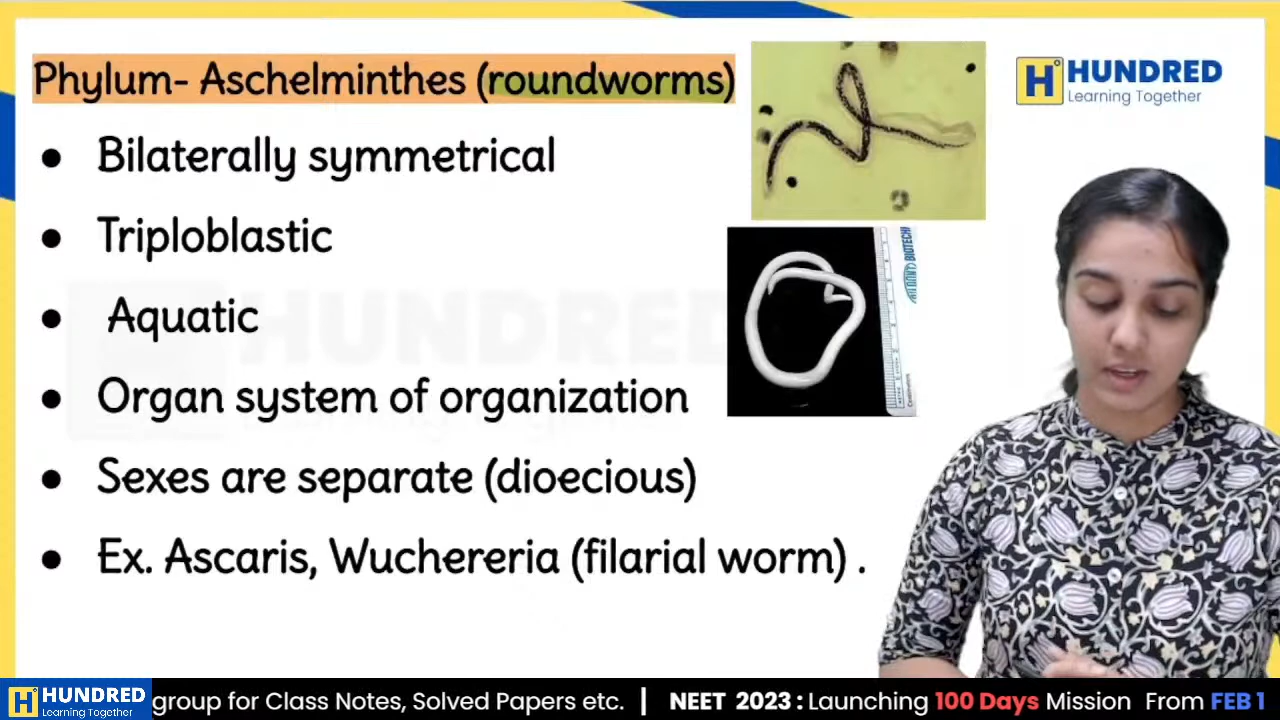 Phylum- Aschelminthes (roundworms)
● Bilaterally symmetrical
● Triploblastic
● Aquatic
● Organ system of organization
● Sexes are separate (dioecious)
● Ex. Ascaris, Wuchereria (filarial worm) .
H° HUNDRED
Learning Together
HUNDRED
H° HUNDRED
Learning Together
group for Class Notes, Solved Papers etc. | NEET 2023 : Launching 100 Days Mission From FEB 1